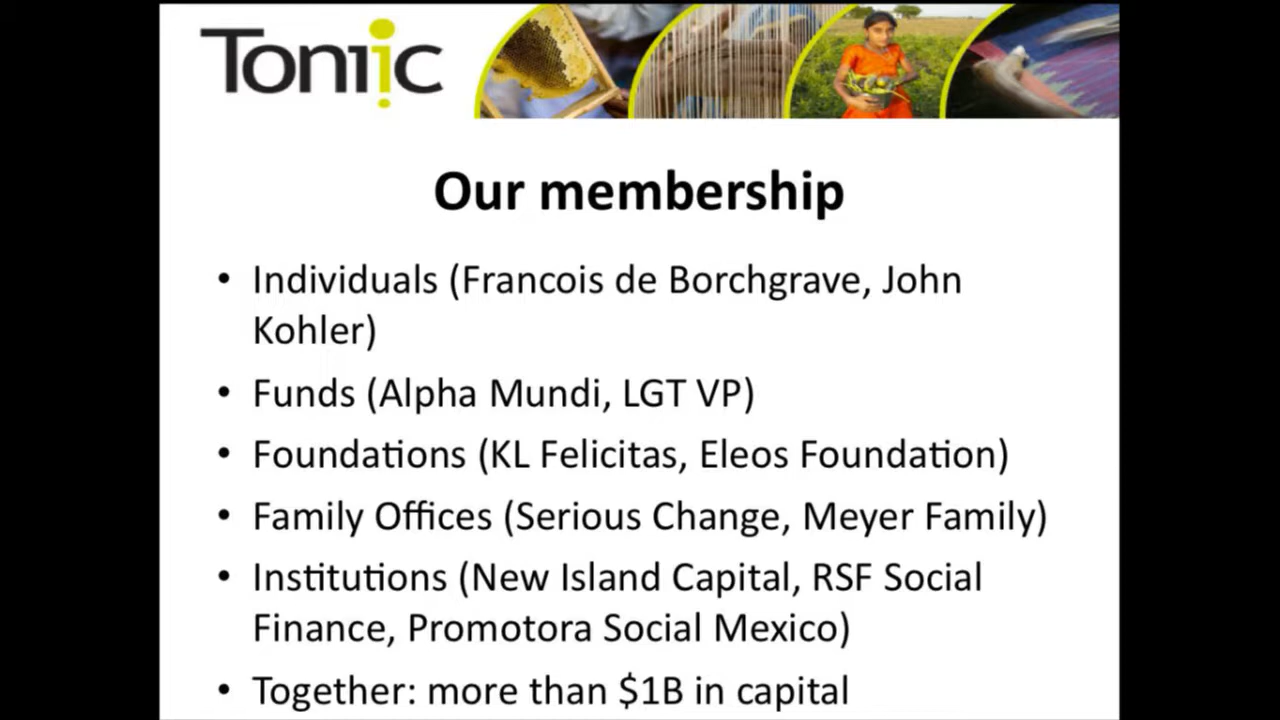 Toniic
Our membership
• Individuals (Francois de Borchgrave, John
Kohler)
• Funds (Alpha Mundi, LGT VP)
• Foundations (KL Felicitas, Eleos Foundation)
• Family Offices (Serious Change, Meyer Family)
• Institutions (New Island Capital, RSF Social
Finance, Promotora Social Mexico)
• Together: more than $1B in capital